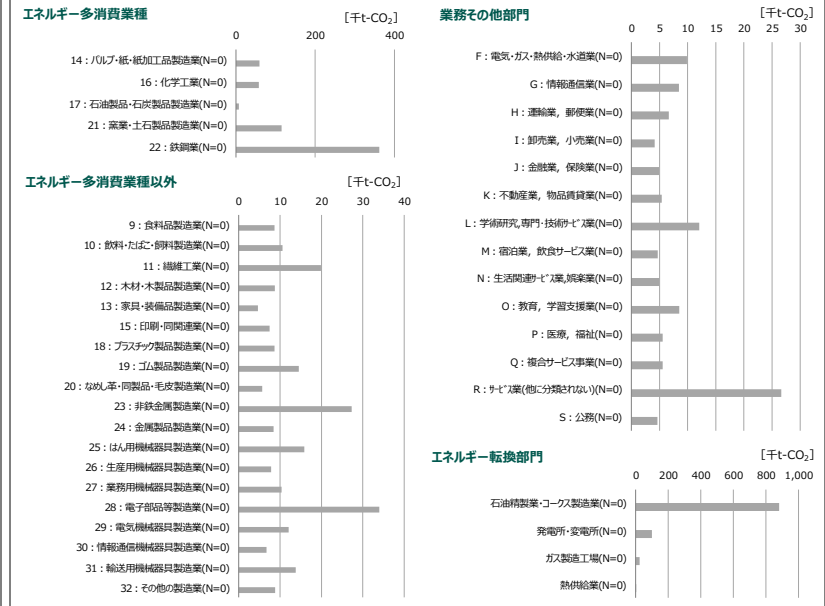 エネルギー多消費業種
[千t-CO₂]
0 200 400
14：パルプ・紙・紙加工品製造業(N=0)
16：化学工業(N=0)
17：石油製品・石炭製品製造業(N=0)
21：窯業・土石製品製造業(N=0)
22：鉄鋼業(N=0)
エネルギー多消費業種以外
[千t-CO₂]
0 10 20 30 40
9：食料品製造業(N=0)
10：飲料・たばこ・飼料製造業(N=0)
11：繊維工業(N=0)
12：木材・木製品製造業(N=0)
13：家具・装備品製造業(N=0)
15：印刷・同関連業(N=0)
18：プラスチック製品製造業(N=0)
19：ゴム製品製造業(N=0)
20：なめし革・同製品・毛皮製造業(N=0)
23：非鉄金属製造業(N=0)
24：金属製品製造業(N=0)
25：はん用機械器具製造業(N=0)
26：生産用機械器具製造業(N=0)
27：業務用機械器具製造業(N=0)
28：電子部品等製造業(N=0)
29：電気機械器具製造業(N=0)
30：情報通信機械器具製造業(N=0)
31：輸送用機械器具製造業(N=0)
32：その他の製造業(N=0)
業務その他部門
[千t-CO₂]
0 5 10 15 20 25 30
F：電気・ガス・熱供給・水道業(N=0)
G：情報通信業(N=0)
H：運輸業，郵便業(N=0)
I：卸売業，小売業(N=0)
J：金融業，保険業(N=0)
K：不動産業，物品賃貸業(N=0)
L：学術研究,専門・技術ｻｰﾋﾞｽ業(N=0)
M：宿泊業，飲食サービス業(N=0)
N：生活関連ｻｰﾋﾞｽ業,娯楽業(N=0)
O：教育，学習支援業(N=0)
P：医療，福祉(N=0)
Q：複合サービス事業(N=0)
R：ｻｰﾋﾞｽ業(他に分類されない)(N=0)
S：公務(N=0)
エネルギー転換部門
[千t-CO₂]
0 200 400 600 800 1,000
石油精製業・コークス製造業(N=0)
発電所・変電所(N=0)
ガス製造工場(N=0)
熱供給業(N=0)